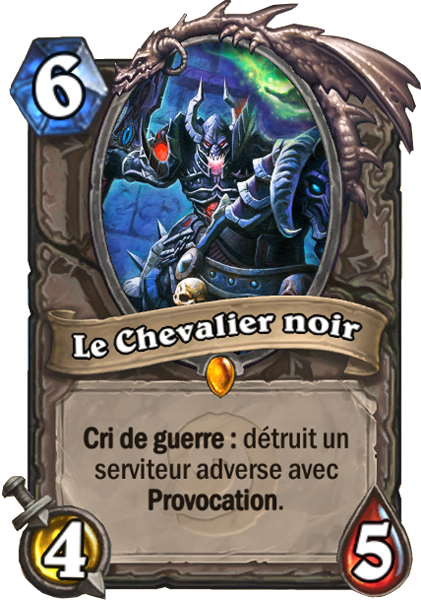 6
Le Chevalier noir
Cri de guerre : détruit un
serviteur adverse avec
Provocation.
4
5